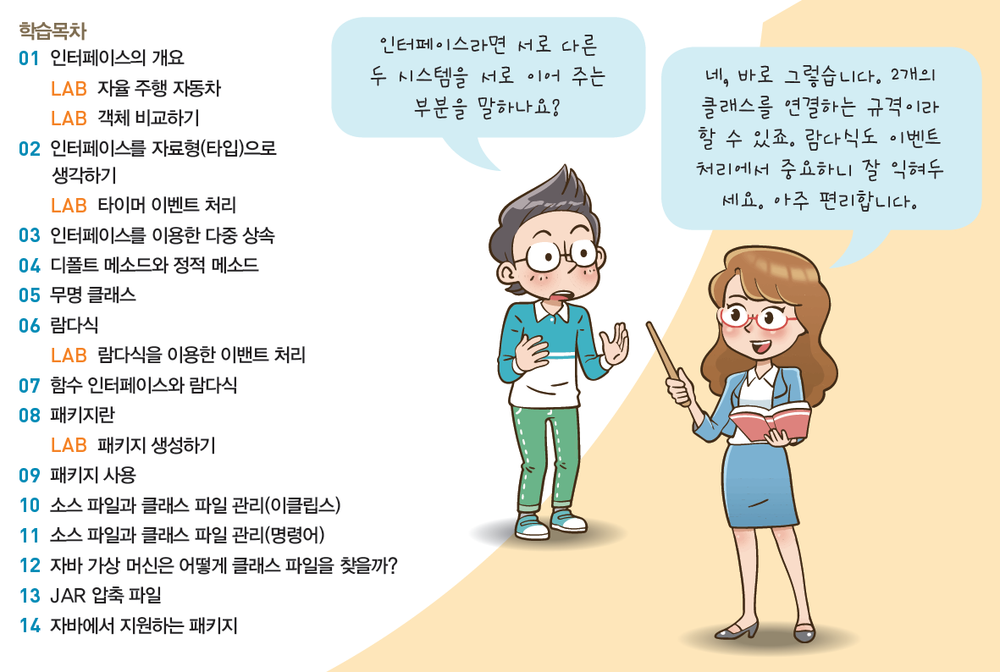 학습목차
01 인터페이스의 개요
LAB 자율 주행 자동차
LAB 객체 비교하기
02 인터페이스를 자료형(타입)으로
생각하기
LAB 타이머 이벤트 처리
03 인터페이스를 이용한 다중 상속
04 디폴트 메소드와 정적 메소드
05 무명 클래스
06 람다식
LAB 람다식을 이용한 이밴트 처리
07 함수 인터페이스와 람다식
08 패키지란
LAB 패키지 생성하기
09 패키지 사용
10 소스 파일과 클래스 파일 관리(이클립스)
11 소스 파일과 클래스 파일 관리(명령어)
12 자바 가상 머신은 어떻게 클래스 파일을 찾을까?
13 JAR 압축 파일
14 자바에서 지원하는 패키지
인터페이스라면 서로 다른
두 시스템을 서로 이어 주는
부분을 말하나요?
네, 바로 그렇습니다. 2개의
클래스를 연결하는 규격이라
할 수 있죠. 람다식도 이벤트
처리에서 중요하니 잘 익혀두
세요. 아주 편리합니다.